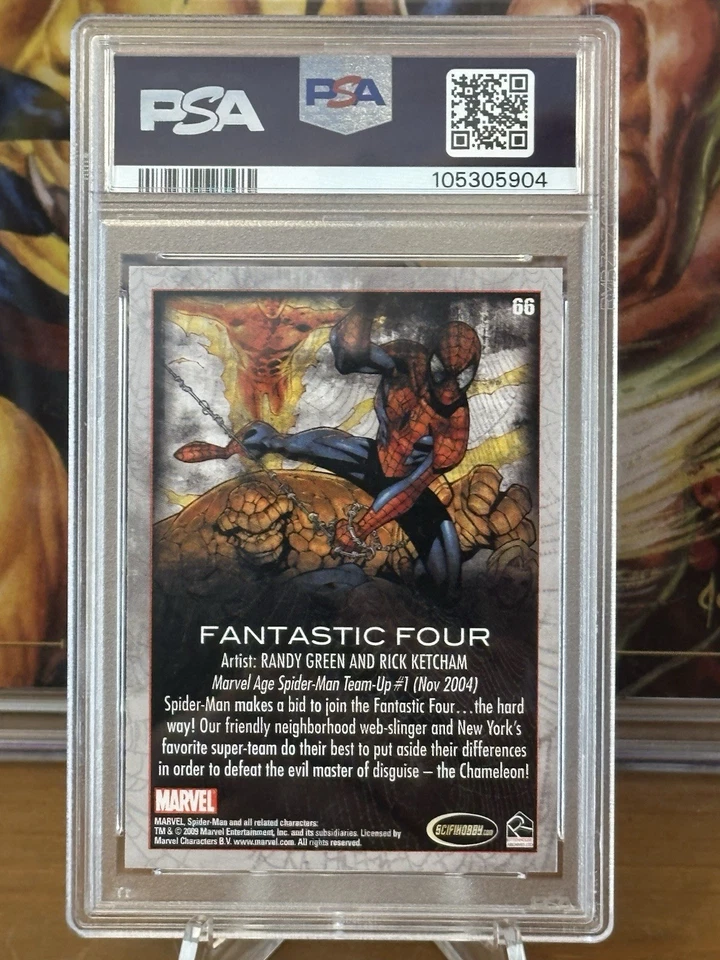 PSA
PSA
105305904
66
FANTASTIC FOUR
Artist: RANDY GREEN AND RICK KETCHAM
Marvel Age Spider-Man Team-Up #1 (Nov 2004)
Spider-Man makes a bid to join the Fantastic Four...the hard
way! Our friendly neighborhood web-slinger and New York's
favorite super-team do their best to put aside their differences
in order to defeat the evil master of disguise – the Chameleon!
MARVEL
MARVEL, Spider-Man and all related characters:
TM & © 2009 Marvel Entertainment, Inc. and its subsidiaries. Licensed by
Marvel Characters B.V. www.marvel.com. All rights reserved.
SCIFIHOBBY.com